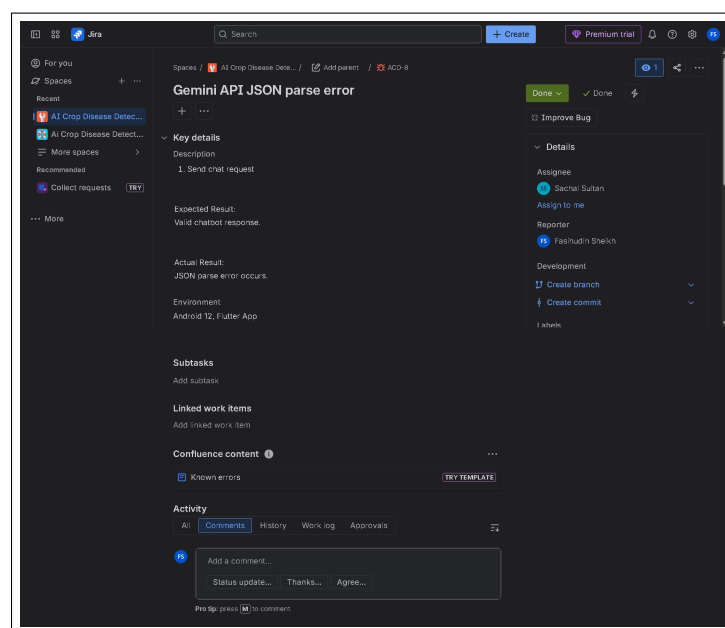 Jira
Search
+ Create
Premium trial
FS
For you
Spaces
Recent
AI Crop Disease Detec...
Ai Crop Disease Detect...
More spaces
Recommended
Collect requests TRY
More
Spaces / AI Crop Disease Dete... / Add parent / ACD-8
1
Gemini API JSON parse error
Key details
Description
1. Send chat request
Expected Result:
Valid chatbot response.
Actual Result:
JSON parse error occurs.
Environment
Android 12, Flutter App
Done
Done
Improve Bug
Details
Assignee
SS Sachal Sultan
Assign to me
Reporter
FS Fasihudin Sheikh
Development
Create branch
Create commit
Labels
Subtasks
Add subtask
Linked work items
Add linked work item
Confluence content
Known errors TRY TEMPLATE
Activity
All Comments History Work log Approvals
FS
Add a comment...
Status update... Thanks... Agree...
Pro tip: press M to comment